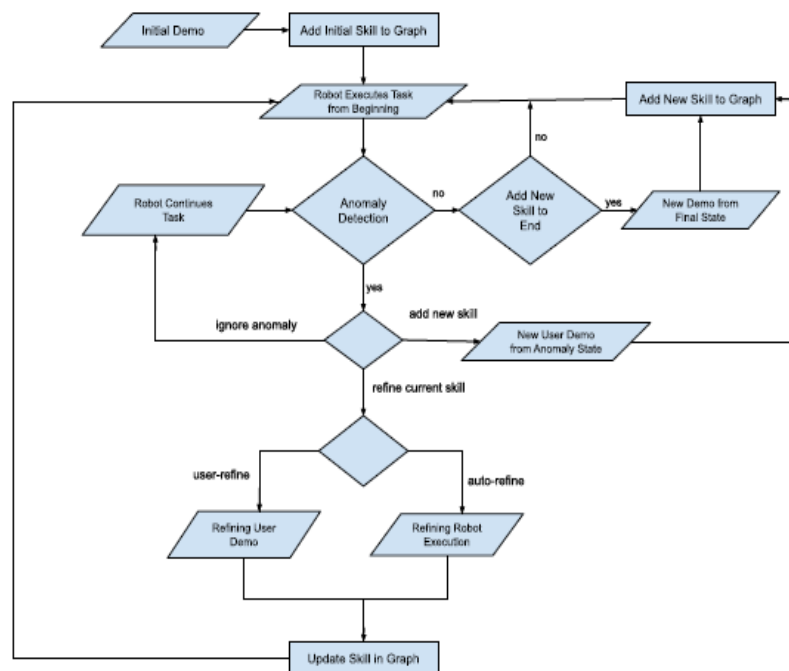 Initial Demo
Add Initial Skill to Graph
Robot Executes Task
from Beginning
Add New Skill to Graph
no
Robot Continues
Task
Anomaly
Detection
no
Add New
Skill to
End
yes
New Demo from
Final State
yes
ignore anomaly
add new skill
New User Demo
from Anomaly State
refine current skill
user-refine
auto-refine
Refining User
Demo
Refining Robot
Execution
Update Skill in Graph